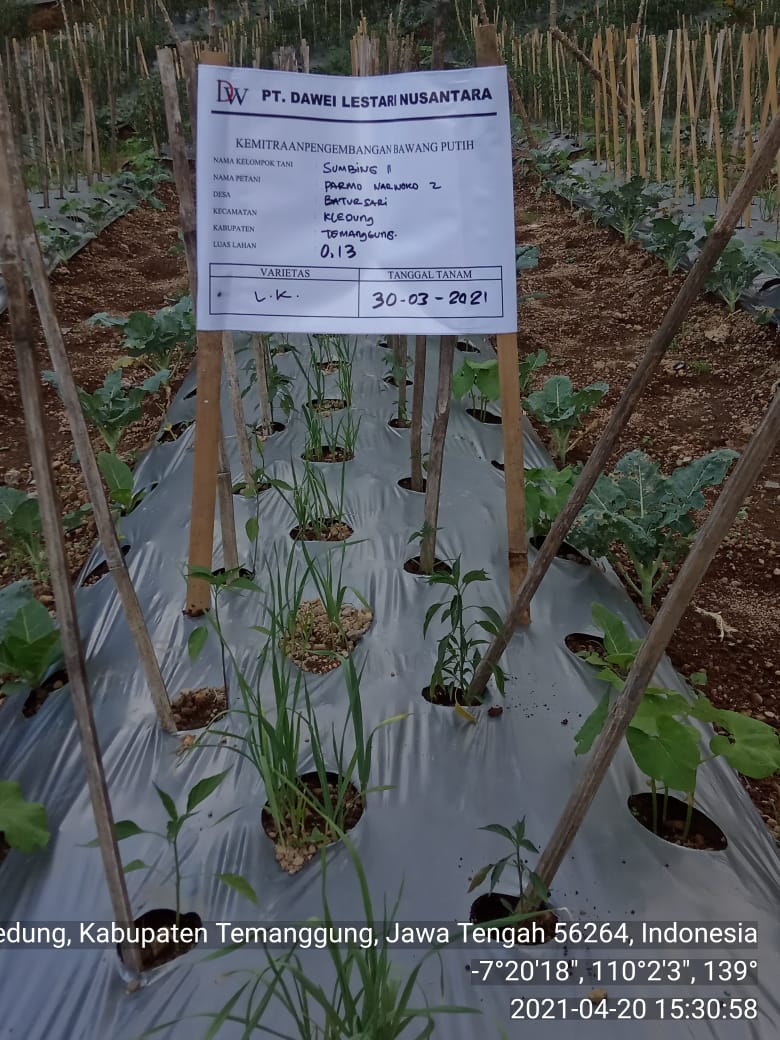 DW PT. DAWEI LESTARI NUSANTARA
KEMITRAANPENGEMBANGAN BAWANG PUTIH
NAMA KELOMPOK TANI SUMBING II
NAMA PETANI PARMO NARWOKO 2
DESA BATURSARI
KECAMATAN KLEDUNG
KABUPATEN TEMANGGUNG.
LUAS LAHAN 0,13
VARIETAS TANGGAL TANAM
L.K. 30-03-2021
edung, Kabupaten Temanggung, Jawa Tengah 56264, Indonesia
-7°20'18", 110°2'3", 139°
2021-04-20 15:30:58